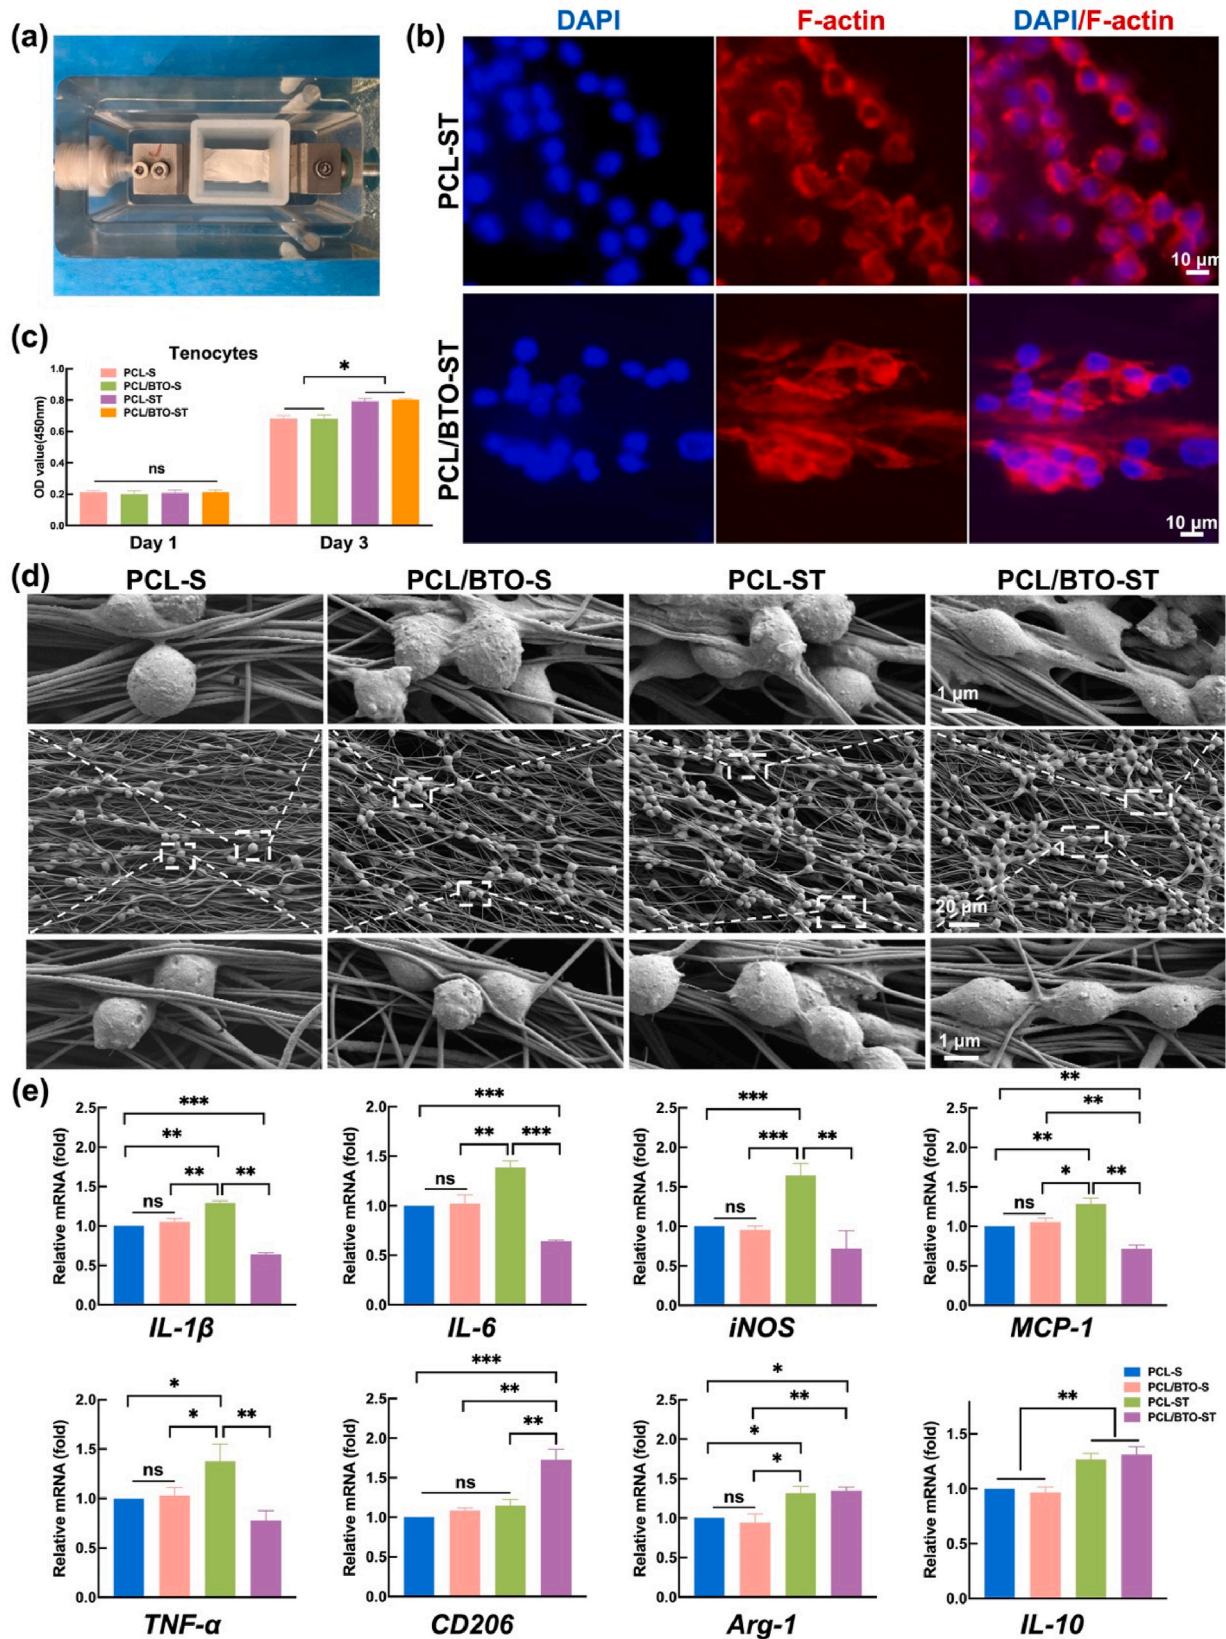 (a)
(b)
DAPI
F-actin
DAPI/F-actin
PCL-ST
10 μm
PCL/BTO-ST
10 μm
(c)
Tenocytes
OD value(450nm)
1.0
0.8
0.6
0.4
0.2
0.0
PCL-S
PCL/BTO-S
PCL-ST
PCL/BTO-ST
ns
*
Day 1
Day 3
(d)
PCL-S
PCL/BTO-S
PCL-ST
PCL/BTO-ST
1 μm
20 μm
1 μm
(e)
Relative mRNA (fold)
2.5
2.0
1.5
1.0
0.5
0.0
***
**
** **
ns
IL-1β
Relative mRNA (fold)
2.0
1.5
1.0
0.5
0.0
***
** ***
ns
IL-6
Relative mRNA (fold)
2.5
2.0
1.5
1.0
0.5
0.0
***
*** **
ns
iNOS
Relative mRNA (fold)
2.5
2.0
1.5
1.0
0.5
0.0
**
**
**
* **
ns
MCP-1
Relative mRNA (fold)
2.0
1.5
1.0
0.5
0.0
*
* **
ns
TNF-α
Relative mRNA (fold)
2.5
2.0
1.5
1.0
0.5
0.0
***
**
**
ns
CD206
Relative mRNA (fold)
2.5
2.0
1.5
1.0
0.5
0.0
*
**
*
*
ns
Arg-1
Relative mRNA (fold)
1.5
1.0
0.5
0.0
**
PCL-S
PCL/BTO-S
PCL-ST
PCL/BTO-ST
IL-10